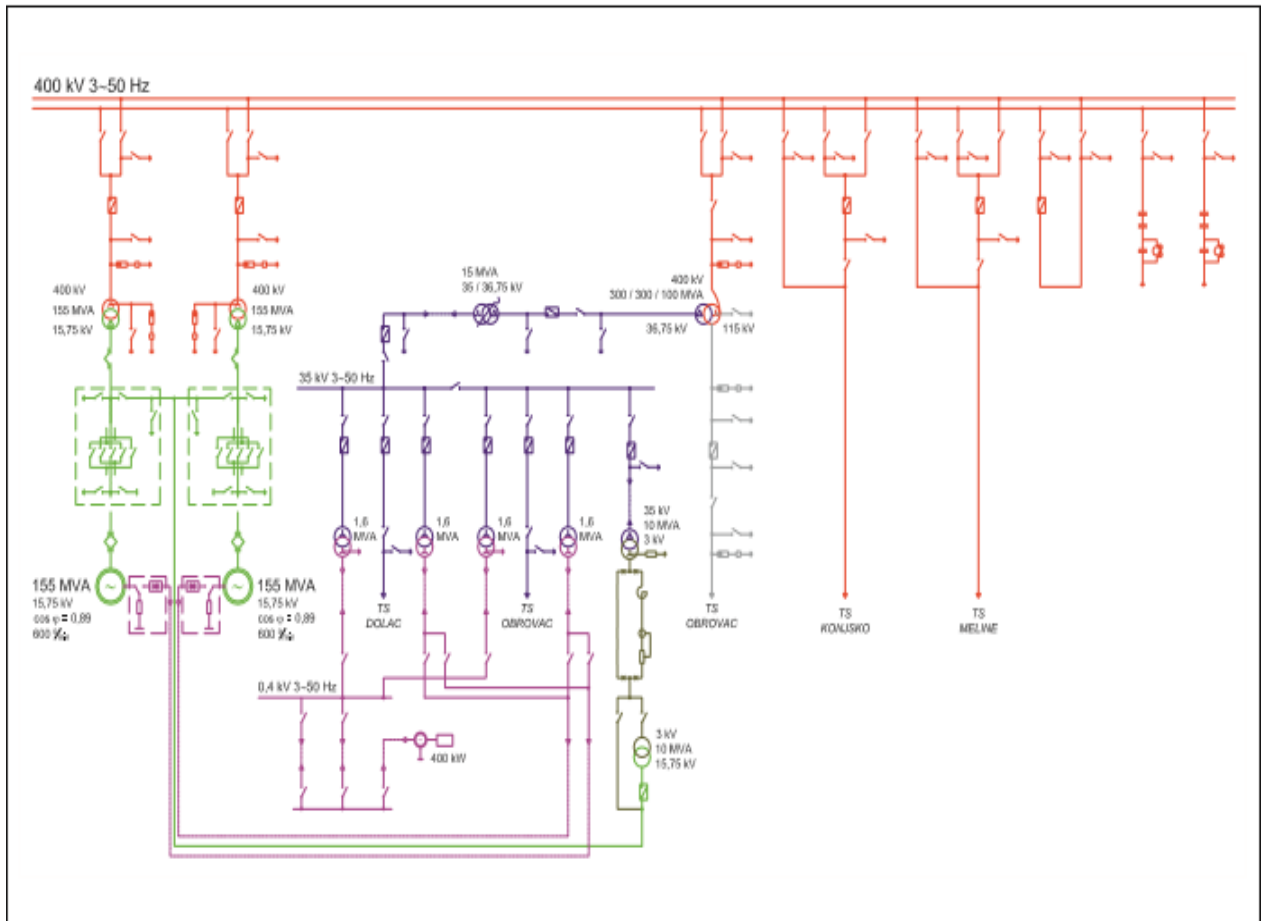 400 kV 3~50 Hz
400 kV
155 MVA
15,75 kV
400 kV
155 MVA
15,75 kV
15 MVA
35 / 36,75 kV
400 kV
300 / 300 / 100 MVA
36,75 kV
115 kV
35 kV 3~50 Hz
1,6
MVA
1,6
MVA
1,6
MVA
1,6
MVA
35 kV
10 MVA
3 kV
155 MVA
15,75 kV
cos φ = 0,89
600
~
~
155 MVA
15,75 kV
cos φ = 0,89
600
TS
DOLAC
TS
OBROVAC
TS
OBROVAC
TS
KONJSKO
TS
MELINE
0,4 kV 3~50 Hz
400 kW
3 kV
10 MVA
15,75 kV